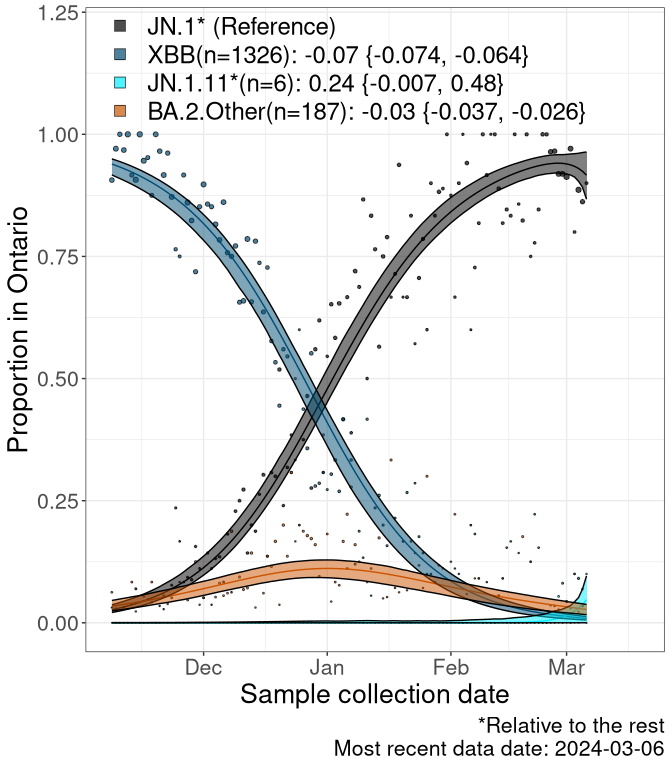 1.25
JN.1* (Reference)
XBB(n=1326): -0.07 {-0.074, -0.064}
JN.1.11*(n=6): 0.24 {-0.007, 0.48}
BA.2.Other(n=187): -0.03 {-0.037, -0.026}
1.00
0.75
0.50
0.25
0.00
Proportion in Ontario
Dec Jan Feb Mar
Sample collection date
*Relative to the rest
Most recent data date: 2024-03-06